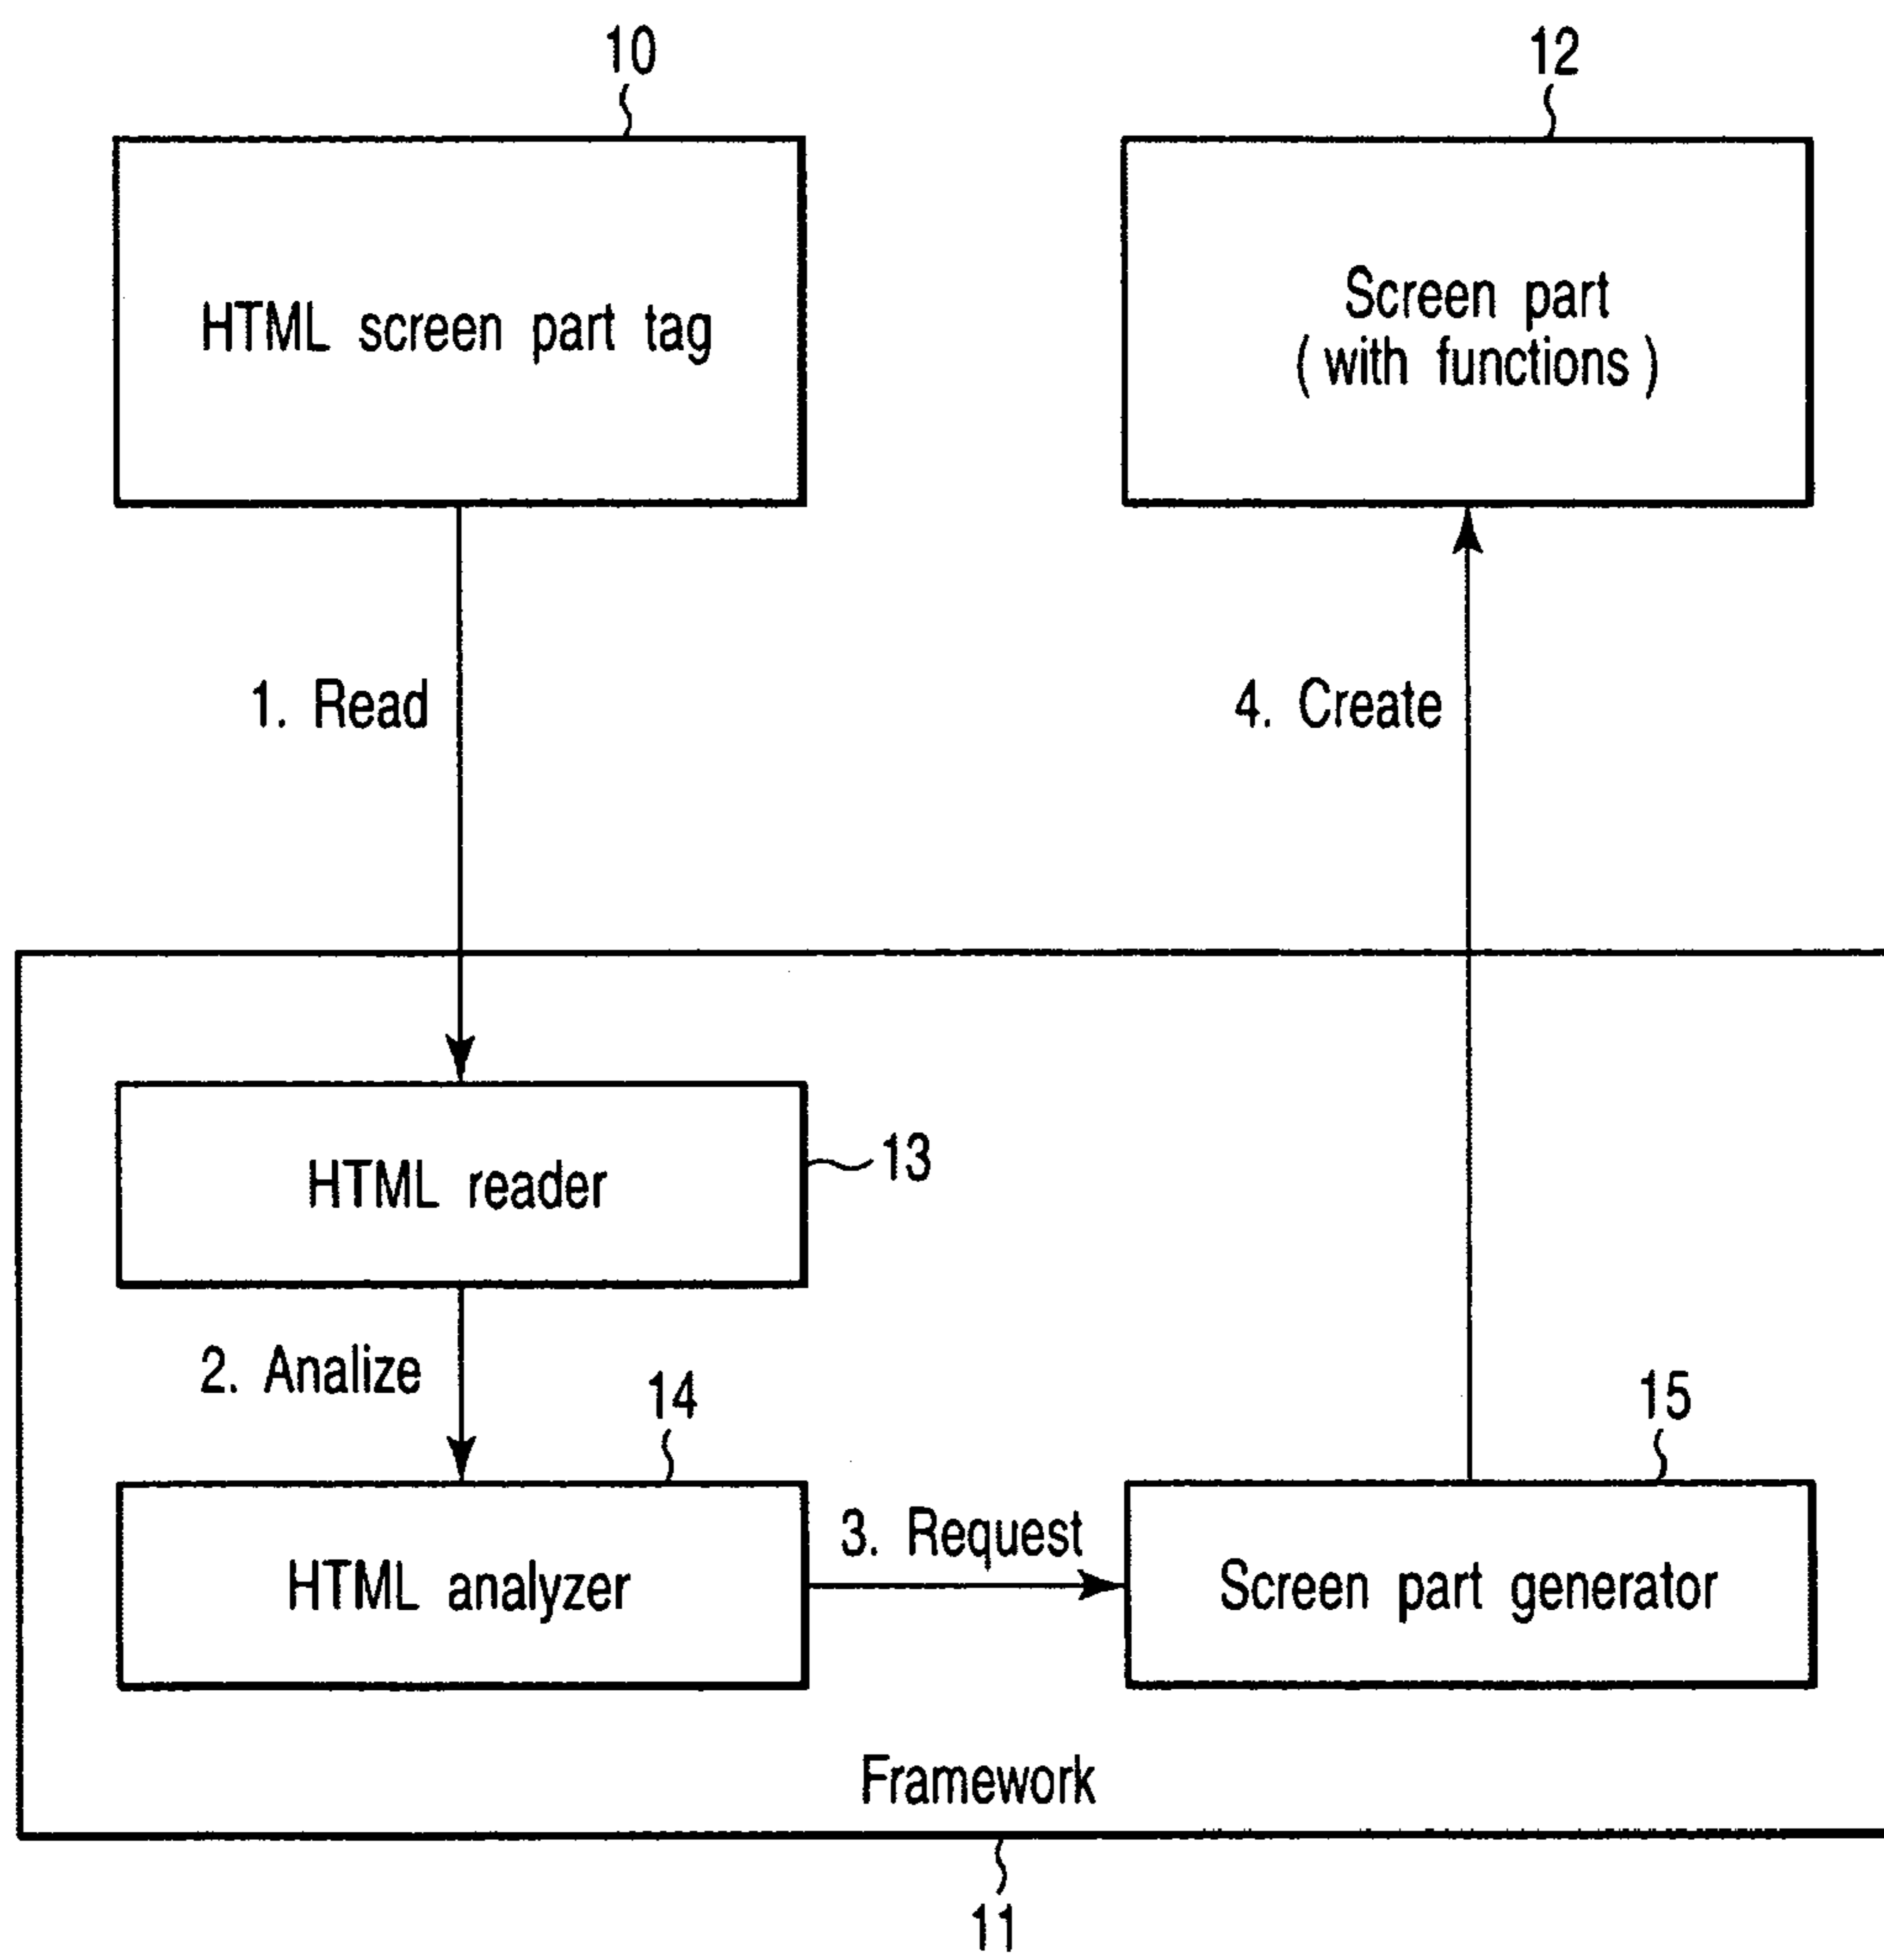 10
12
HTML screen part tag
Screen part
(with functions)
1. Read
4. Create
HTML reader
13
2. Analize
14
15
3. Request
HTML analyzer
Screen part generator
Framework
11